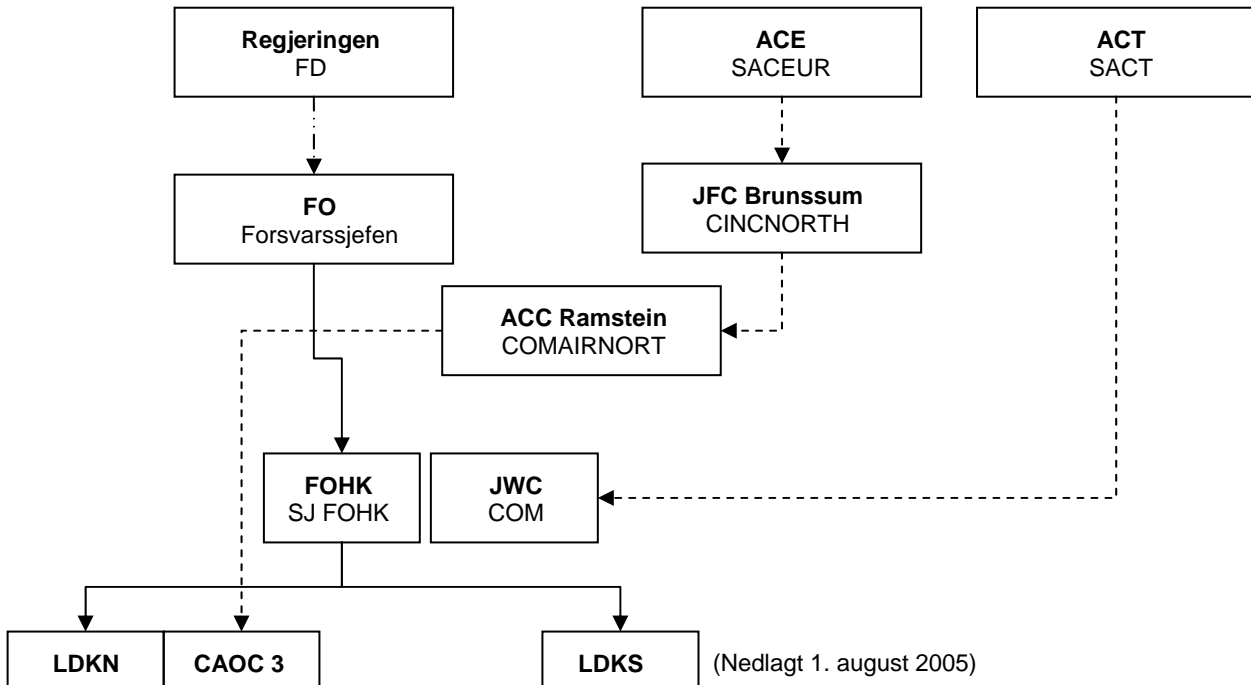 Regjeringen
FD
ACE
SACEUR
ACT
SACT
FO
Forsvarssjefen
JFC Brunssum
CINCNORTH
ACC Ramstein
COMAIRNORT
FOHK
SJ FOHK
JWC
COM
LDKN
CAOC 3
LDKS
(Nedlagt 1. august 2005)